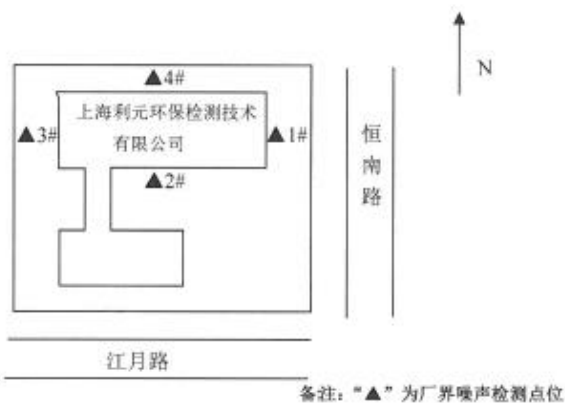 N
▲4#
上海利元环保检测技术
有限公司
▲3#
▲1#
▲2#
恒南路
江月路
备注：“▲”为厂界噪声检测点位